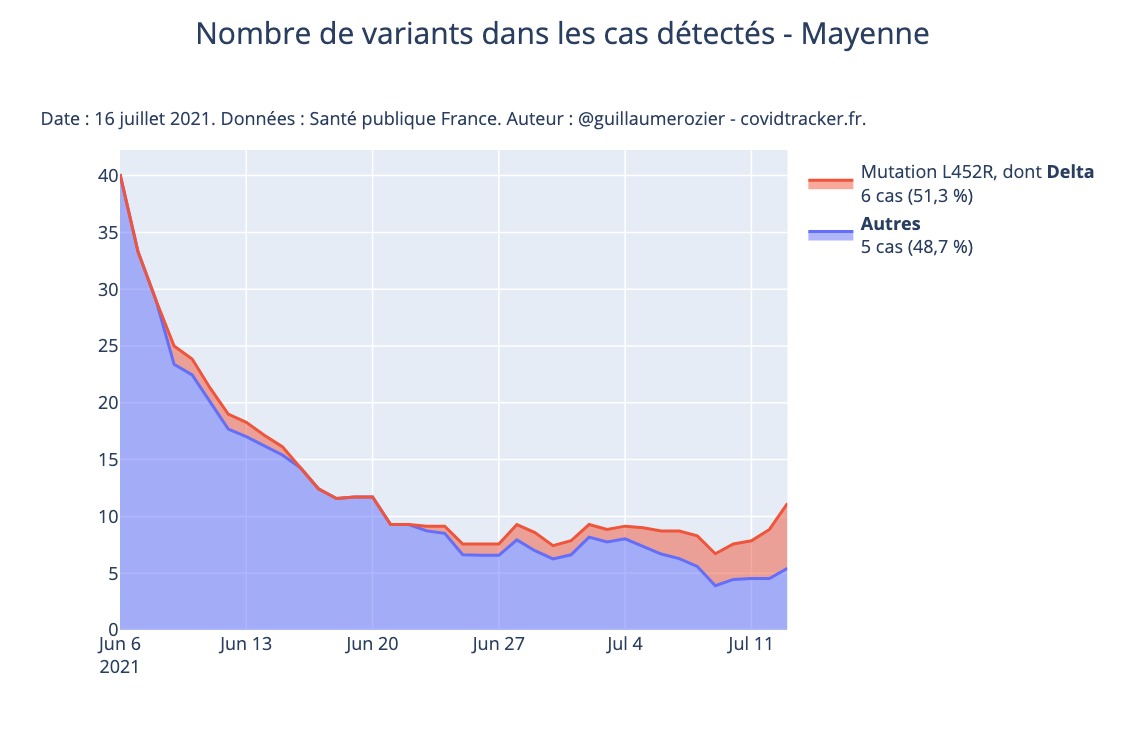 Nombre de variants dans les cas détectés - Mayenne
Date : 16 juillet 2021. Données : Santé publique France. Auteur : @guillaumerozier - covidtracker.fr.
Mutation L452R, dont Delta
6 cas (51,3 %)
Autres
5 cas (48,7 %)
40
35
30
25
20
15
10
5
0
Jun 6
2021
Jun 13
Jun 20
Jun 27
Jul 4
Jul 11